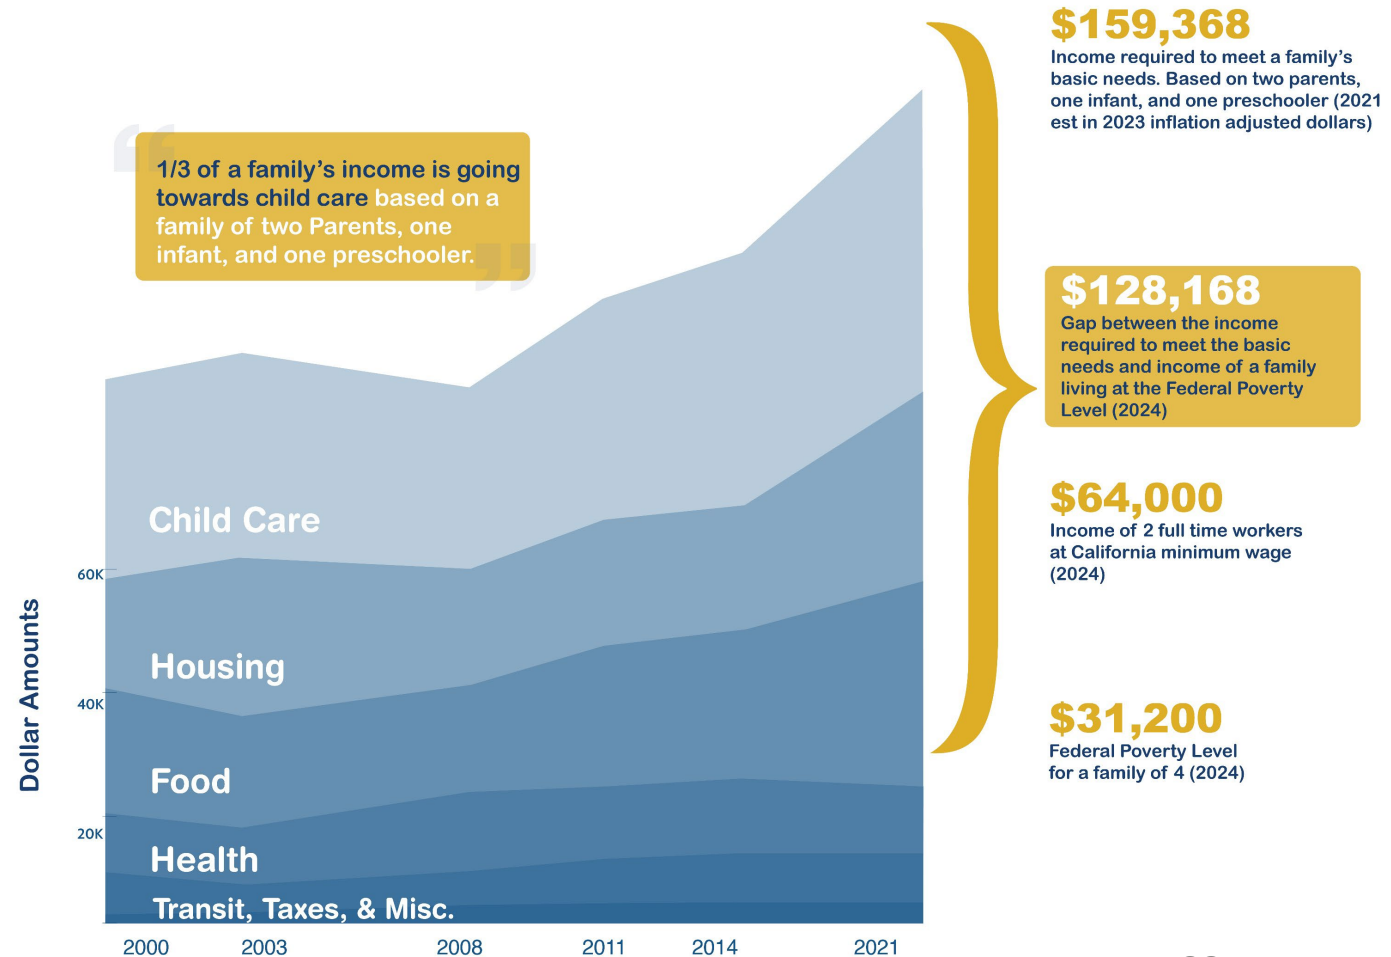 $159,368
Income required to meet a family's
basic needs. Based on two parents,
one infant, and one preschooler (2021
est in 2023 inflation adjusted dollars)
“
1/3 of a family's income is going
towards child care based on a
family of two Parents, one
infant, and one preschooler.
”
$128,168
Gap between the income
required to meet the basic
needs and income of a family
living at the Federal Poverty
Level (2024)
$64,000
Income of 2 full time workers
at California minimum wage
(2024)
$31,200
Federal Poverty Level
for a family of 4 (2024)
Child Care
Housing
Food
Health
Transit, Taxes, & Misc.
Dollar Amounts
60K
40K
20K
2000 2003 2008 2011 2014 2021